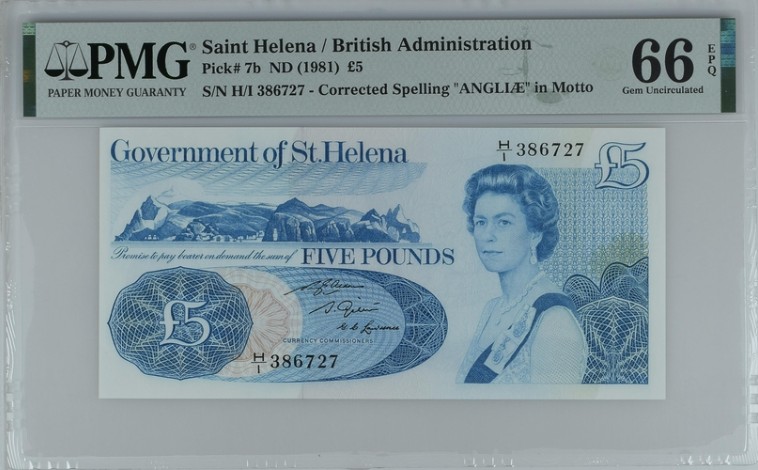 PMG
PAPER MONEY GUARANTY
Saint Helena / British Administration
Pick# 7b ND (1981) £5
S/N H/I 386727 - Corrected Spelling "ANGLIÆ" in Motto
66 EPQ
Gem Uncirculated
Government of St.Helena
H/1 386727
£5
Promise to pay bearer on demand the sum of FIVE POUNDS
£5
CURRENCY COMMISSIONERS
H/1 386727